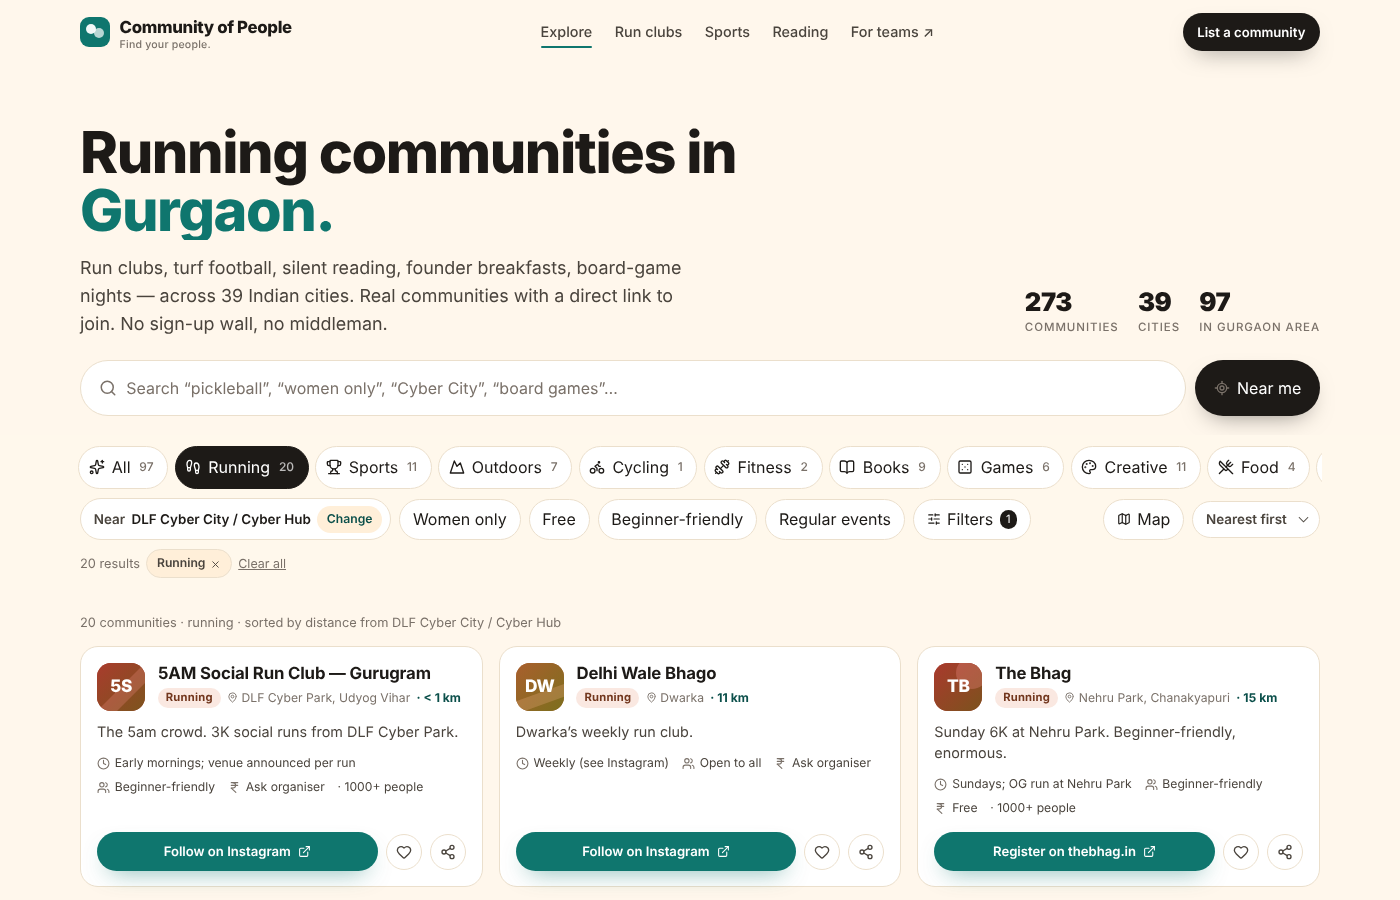 Community of People
Find your people.
Explore
Run clubs
Sports
Reading
For teams ↗
List a community
Running communities in
Gurgaon.
Run clubs, turf football, silent reading, founder breakfasts, board-game
nights — across 39 Indian cities. Real communities with a direct link to
join. No sign-up wall, no middleman.
273
COMMUNITIES
39
CITIES
97
IN GURGAON AREA
Search “pickleball”, “women only”, “Cyber City”, “board games”...
Near me
All 97
Running 20
Sports 11
Outdoors 7
Cycling 1
Fitness 2
Books 9
Games 6
Creative 11
Food 4
Near DLF Cyber City / Cyber Hub Change
Women only
Free
Beginner-friendly
Regular events
Filters 1
Map
Nearest first
20 results Running × Clear all
20 communities · running · sorted by distance from DLF Cyber City / Cyber Hub
5S
5AM Social Run Club — Gurugram
Running DLF Cyber Park, Udyog Vihar · < 1 km
The 5am crowd. 3K social runs from DLF Cyber Park.
Early mornings; venue announced per run
Beginner-friendly ₹ Ask organiser · 1000+ people
Follow on Instagram
DW
Delhi Wale Bhago
Running Dwarka · 11 km
Dwarka’s weekly run club.
Weekly (see Instagram) Open to all ₹ Ask organiser
Follow on Instagram
TB
The Bhag
Running Nehru Park, Chanakyapuri · 15 km
Sunday 6K at Nehru Park. Beginner-friendly,
enormous.
Sundays; OG run at Nehru Park Beginner-friendly
₹ Free · 1000+ people
Register on thebhag.in